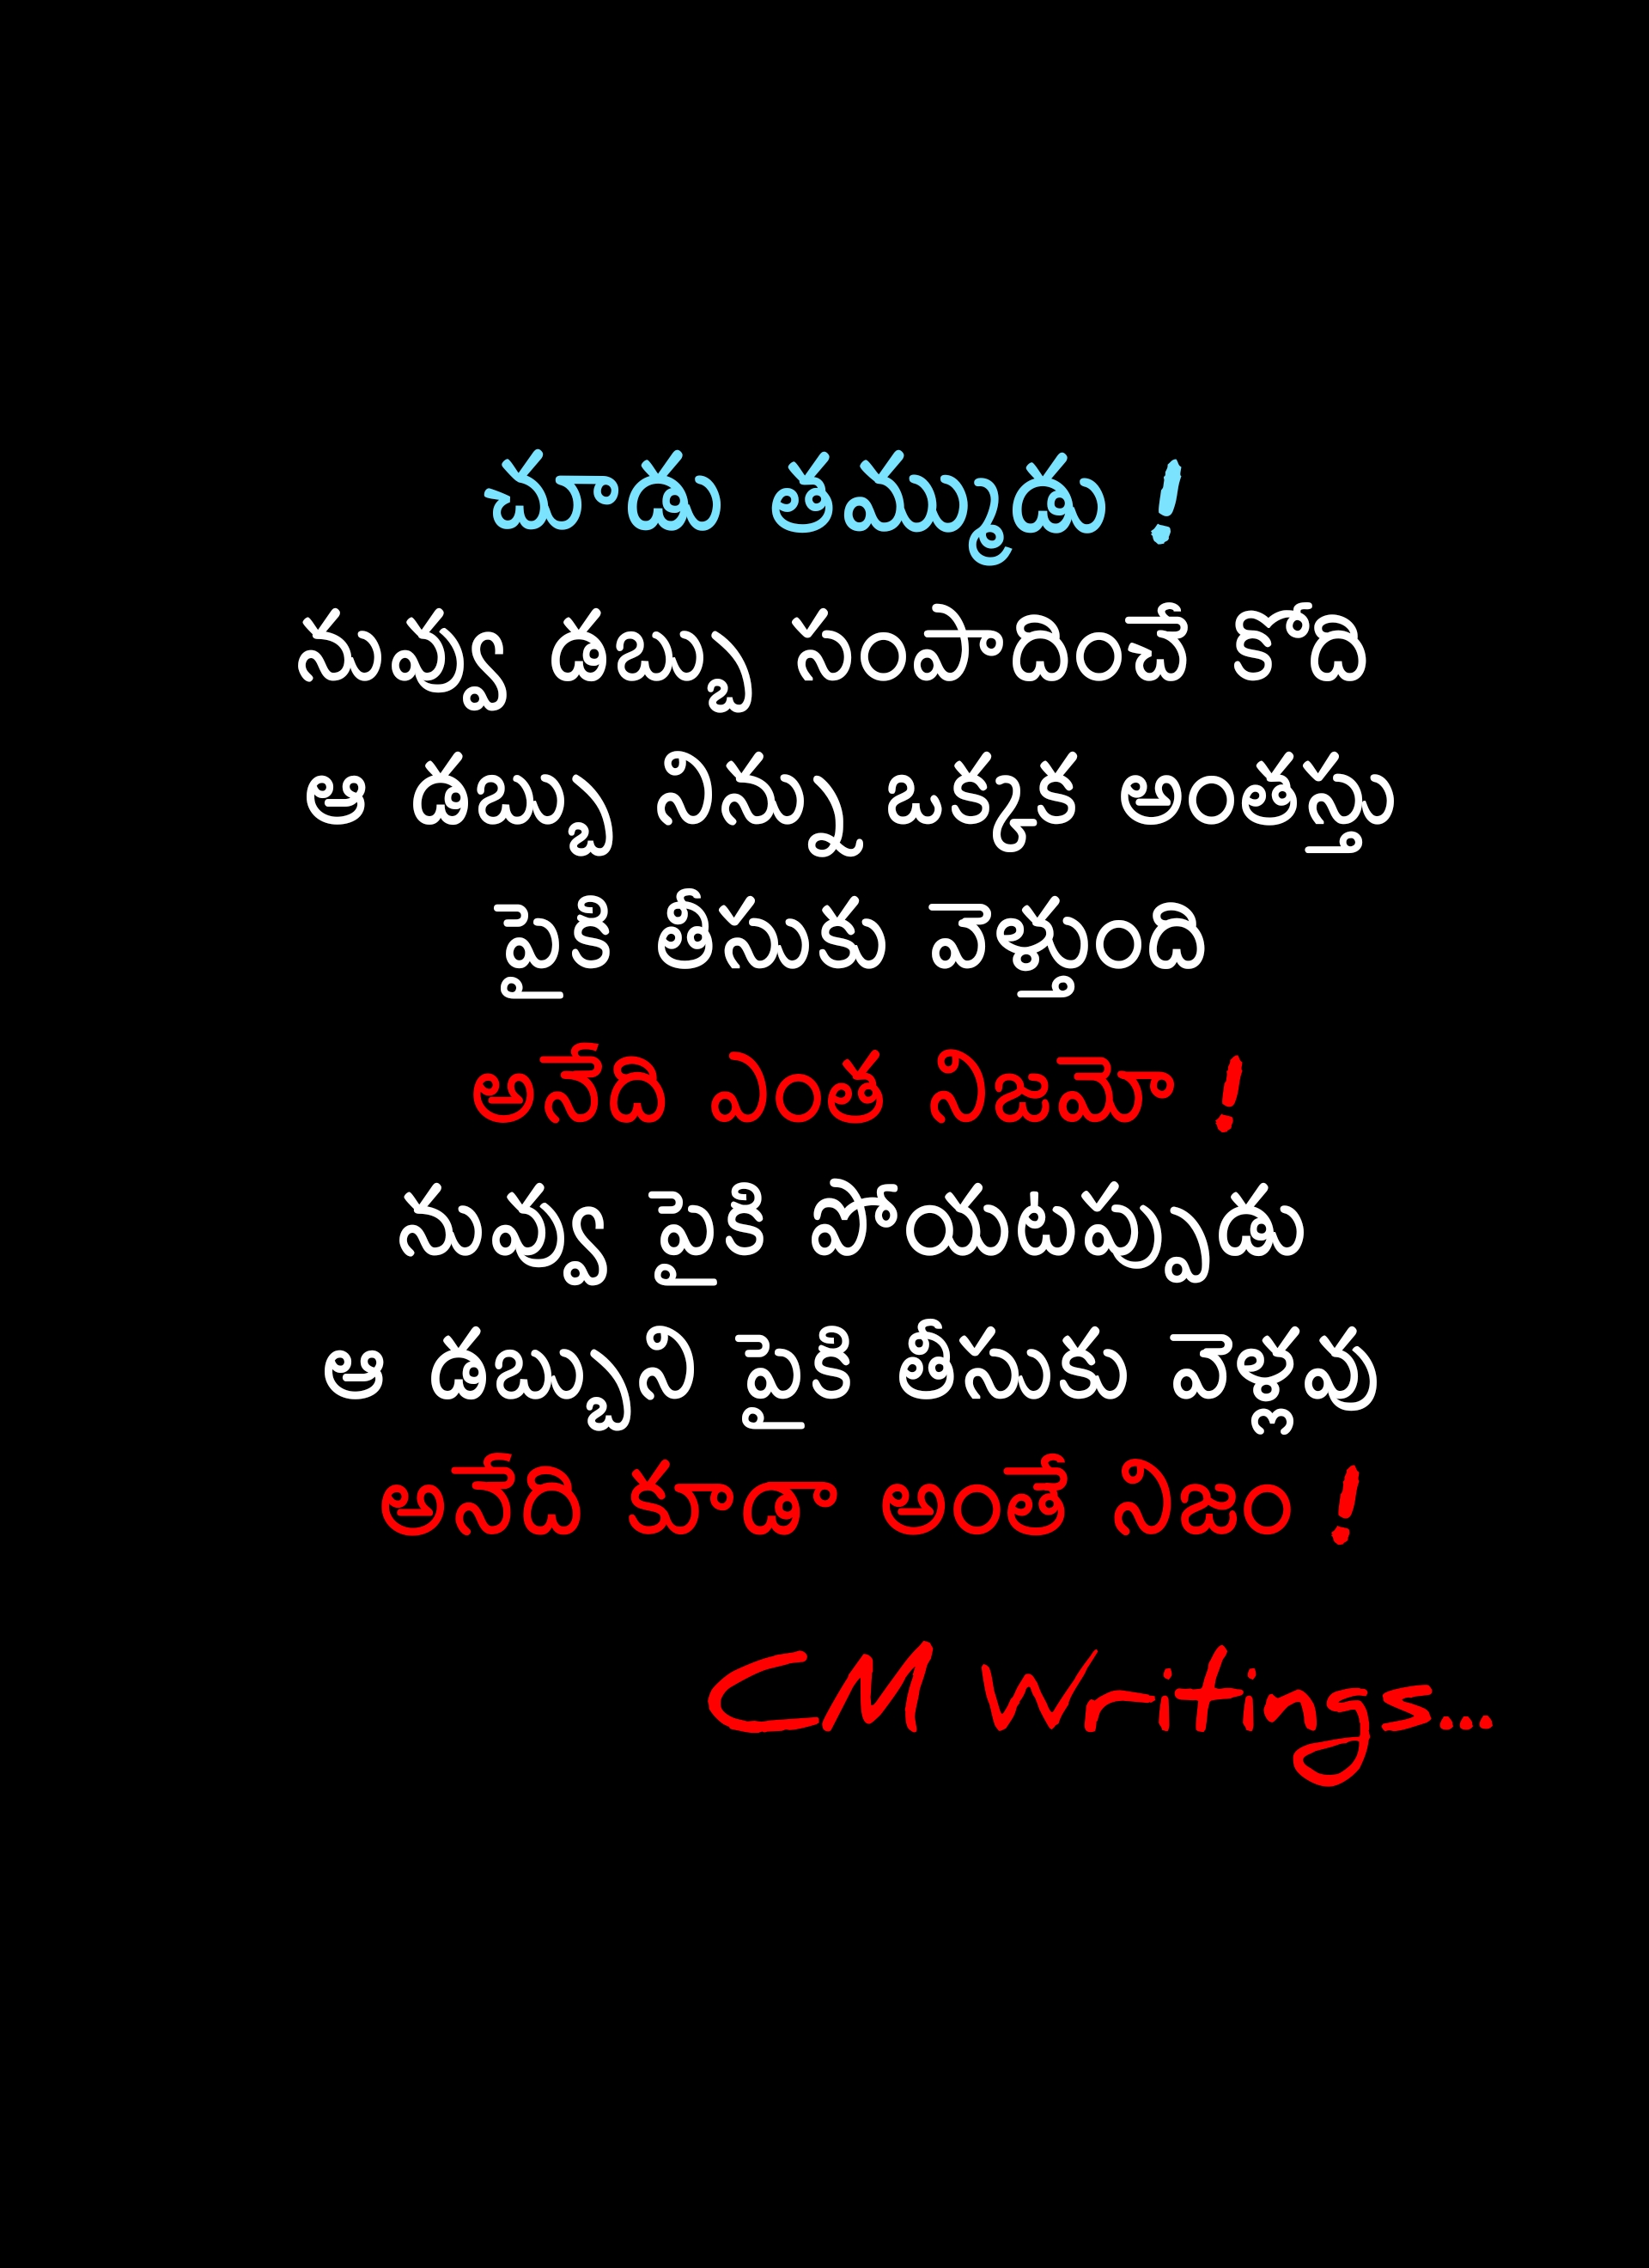 చూడు తమ్ముడు !
నువ్వు డబ్బు సంపాదించే కోది
ఆ డబ్బు నిన్ను ఒక్కక అంతస్తు
పైకి తీసుకు వెళ్తుంది
అనేది ఎంత నిజమో !
నువ్వు పైకి పోయటప్పుడు
ఆ డబ్బుని పైకి తీసుకు వెళ్లవు
అనేది కూడా అంతే నిజం !
CM Writings...